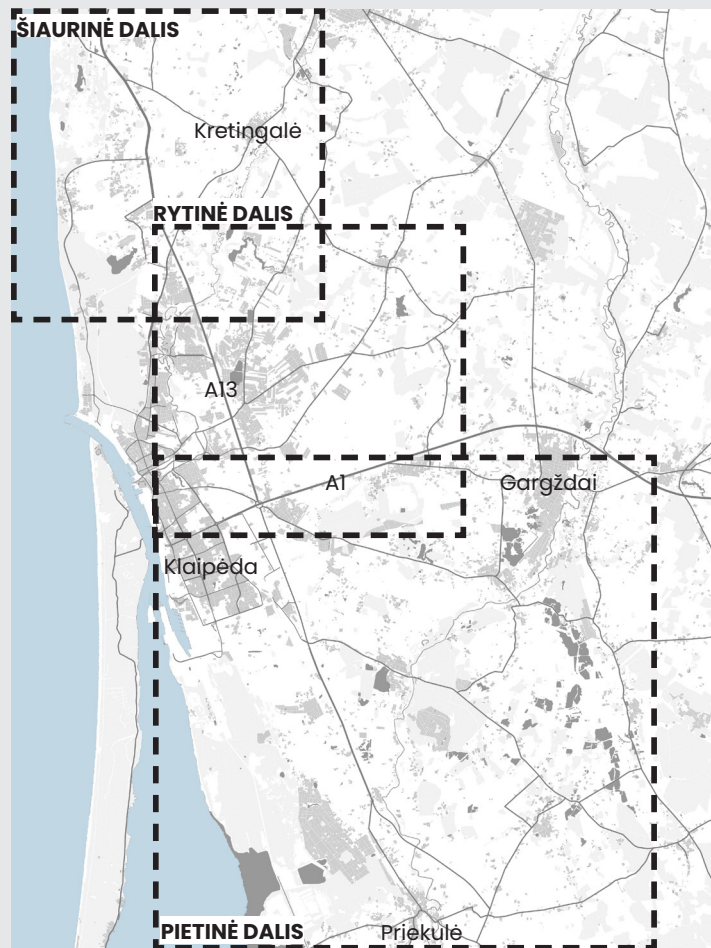 ŠIAURINĖ DALIS
Kretingalė
RYTINĖ DALIS
A13
A1
Gargždai
Klaipėda
PIETINĖ DALIS
Priekulė